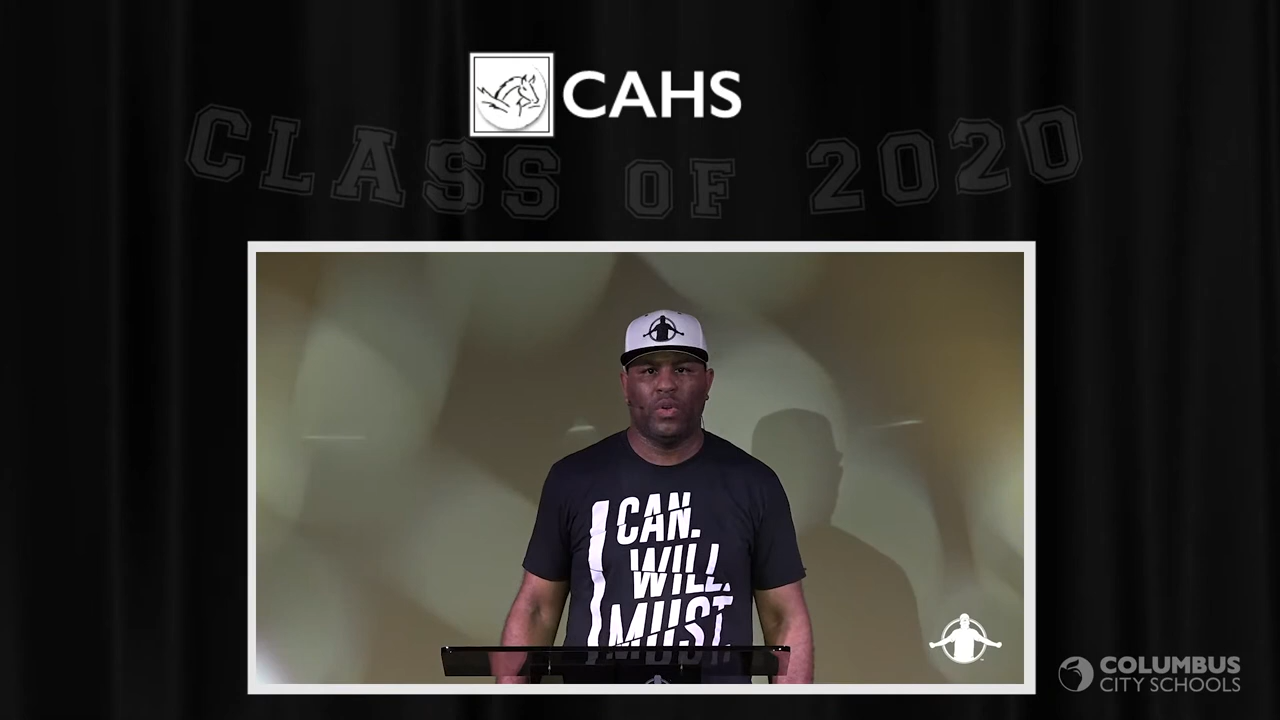 CAHS
CLASS OF 2020
I CAN.
WILL.
MUST.
COLUMBUS
CITY SCHOOLS